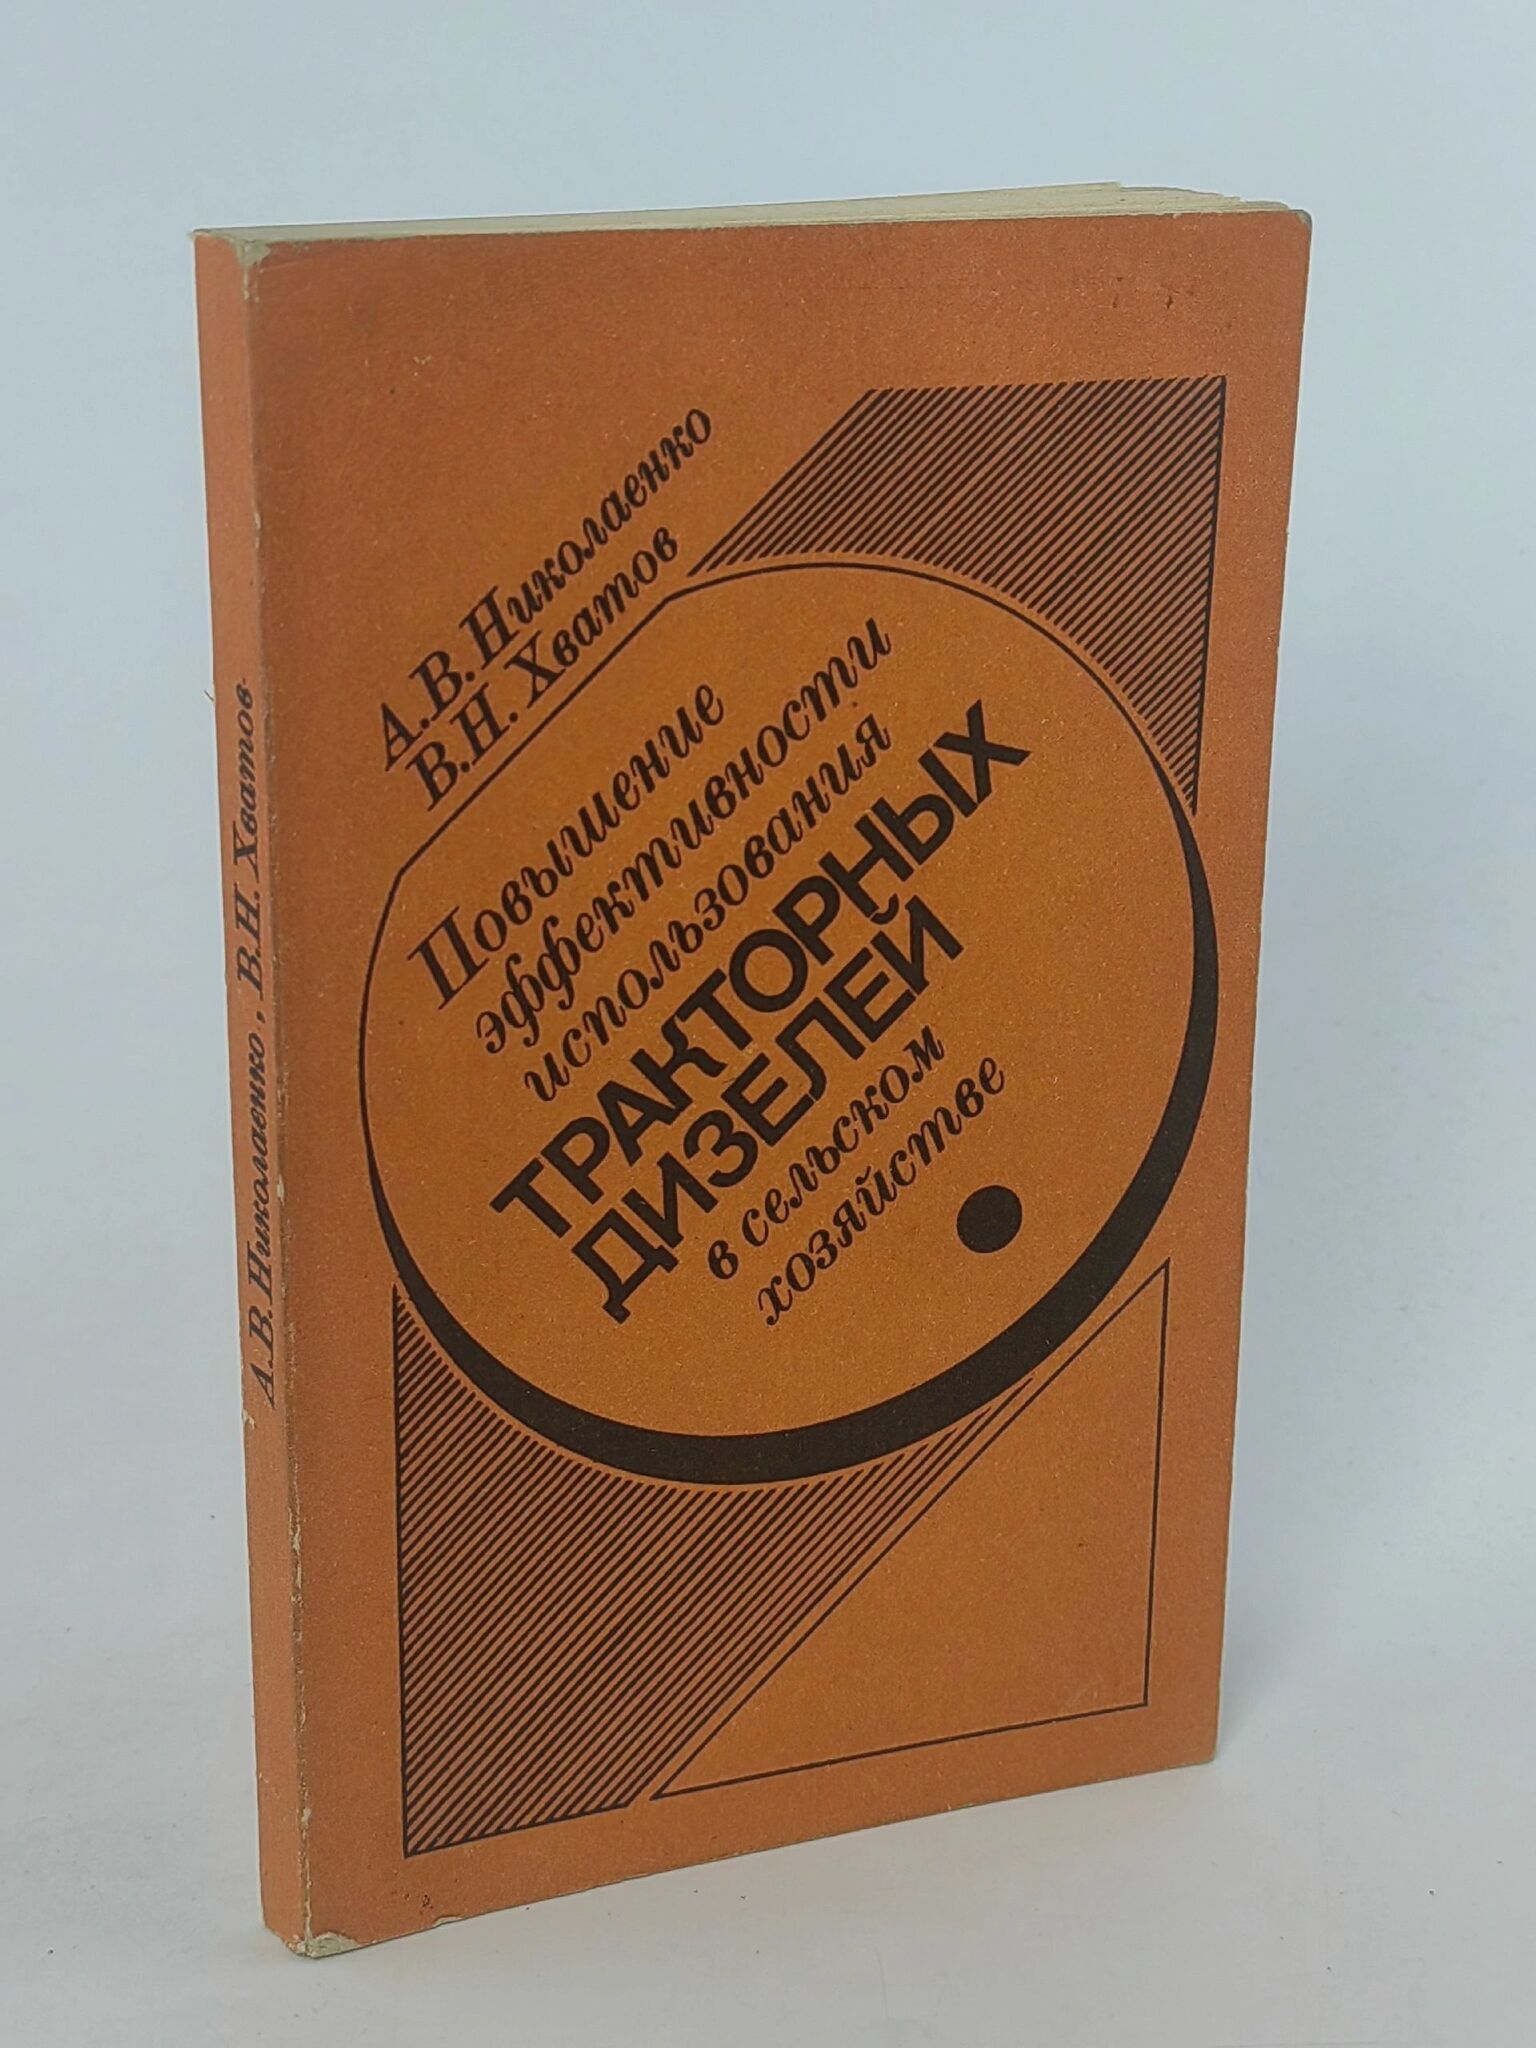 А.В. Николаенко
В.Н. Хватов
Повышение
эффективности
использования
ТРАКТОРНЫХ
ДИЗЕЛЕЙ
в сельском
хозяйстве
А.В. Николаенко, В.Н. Хватов